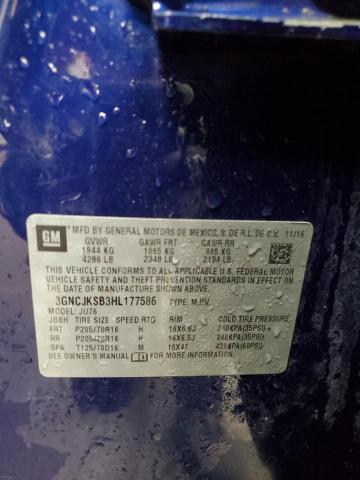 GM
MFD BY GENERAL MOTORS DE MEXICO, S. DE R.L. DE C.V. 11/16
GVWR GAWR FRT GAWR RR
1944 KG 1065 KG 995 KG
4286 LB 2348 LB 2194 LB
THIS VEHICLE CONFORMS TO ALL APPLICABLE U.S. FEDERAL MOTOR
VEHICLE SAFETY AND THEFT PREVENTION STANDARDS IN EFFECT ON
THE DATE OF MANUFACTURE SHOWN ABOVE.
3GNCJKSB3HL177586 TYPE: M.P.V.
MODEL: JU76
JBBH TIRE SIZE SPEED RTG RIM COLD TIRE PRESSURE
FRT P205/70R16 H 16X6.5J 240KPA(35PSI)
RR P205/70R16 H 16X6.5J 240KPA(35PSI)
SPA T125/70D16 M 16X4T 420KPA(60PSI)
SEE OWNER'S MANUAL FOR MORE INFORMATION.